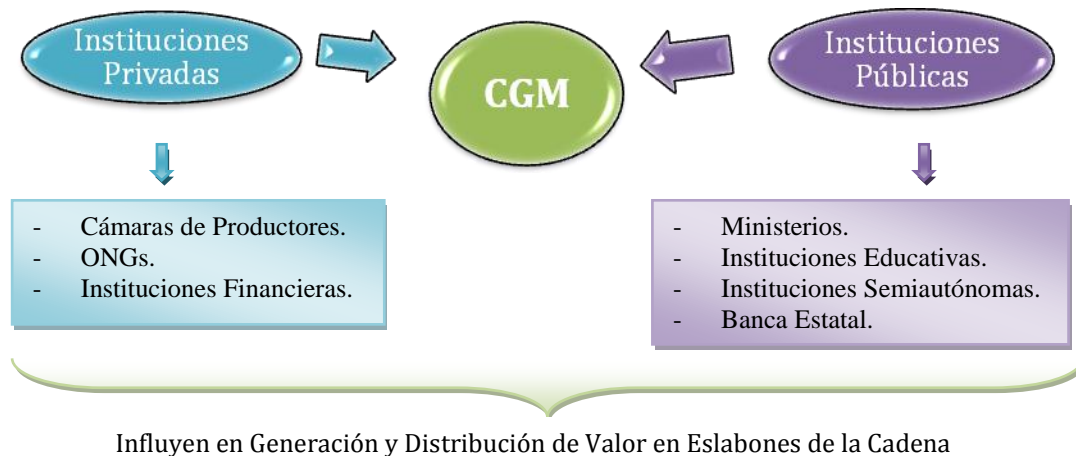 Instituciones
Privadas
CGM
Instituciones
Públicas
- Cámaras de Productores.
- ONGs.
- Instituciones Financieras.
- Ministerios.
- Instituciones Educativas.
- Instituciones Semiautónomas.
- Banca Estatal.
Influyen en Generación y Distribución de Valor en Eslabones de la Cadena